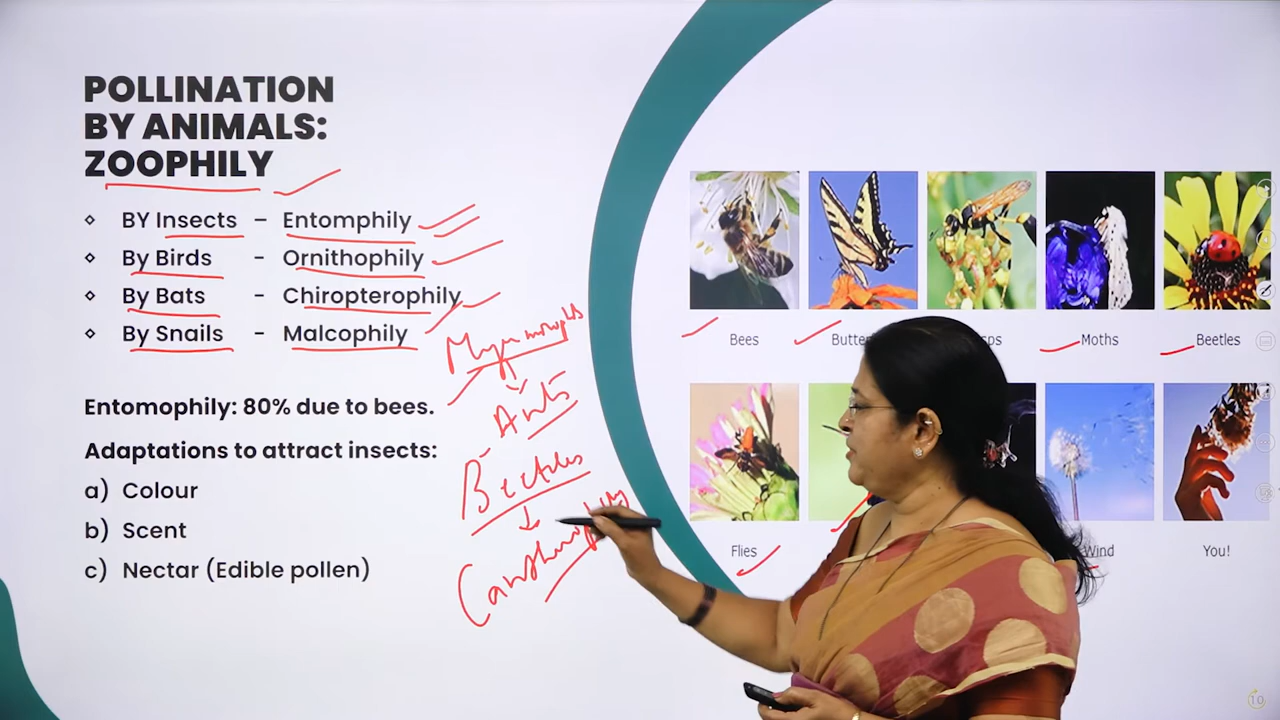 POLLINATION
BY ANIMALS:
ZOOPHILY
BY Insects – Entomphily
By Birds - Ornithophily
By Bats - Chiropterophily
By Snails – Malcophily
Entomophily: 80% due to bees.
Adaptations to attract insects:
a) Colour
b) Scent
c) Nectar (Edible pollen)
Ants
Beetles
Bees
Moths
Beetles
Flies
Wind
You!
10